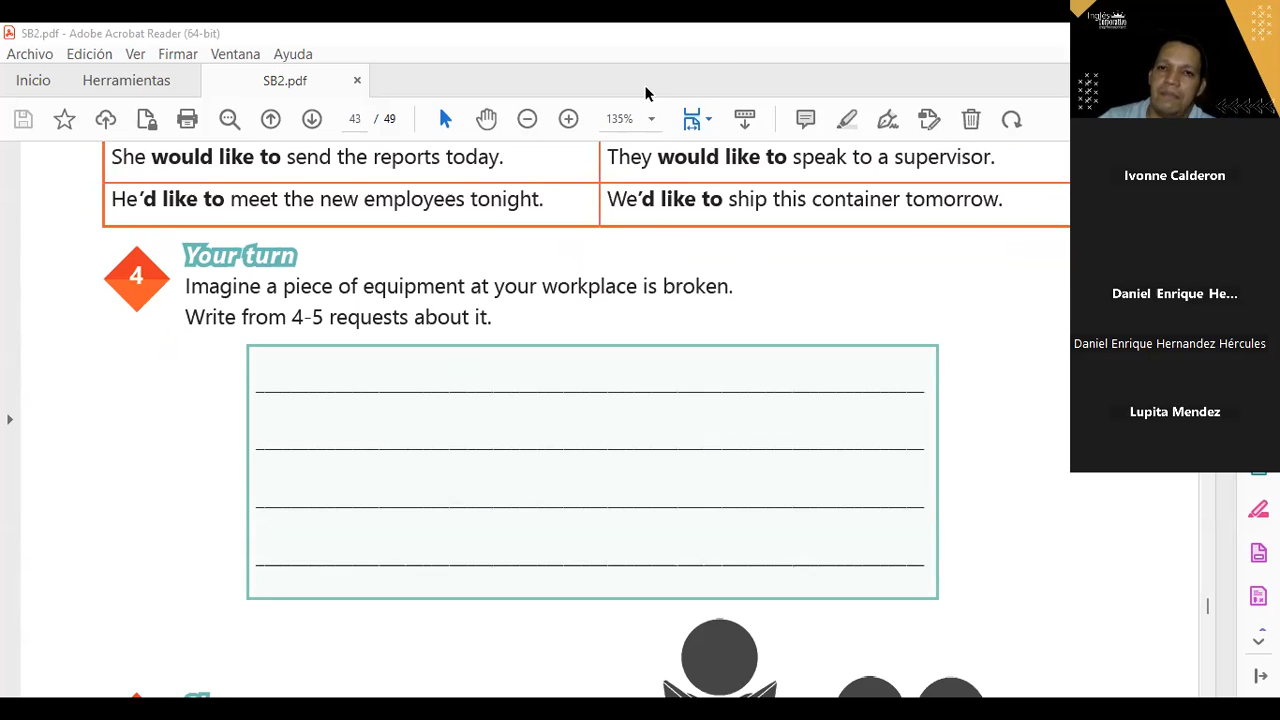 SB2.pdf - Adobe Acrobat Reader (64-bit)
Archivo Edición Ver Firmar Ventana Ayuda
Inicio Herramientas SB2.pdf ×
43 / 49 135%
She would like to send the reports today. They would like to speak to a supervisor.
He'd like to meet the new employees tonight. We'd like to ship this container tomorrow.
4 Your turn
Imagine a piece of equipment at your workplace is broken.
Write from 4-5 requests about it.
Inglés
Corporativo
Ivonne Calderon
Daniel Enrique He...
Daniel Enrique Hernandez Hércules
Lupita Mendez